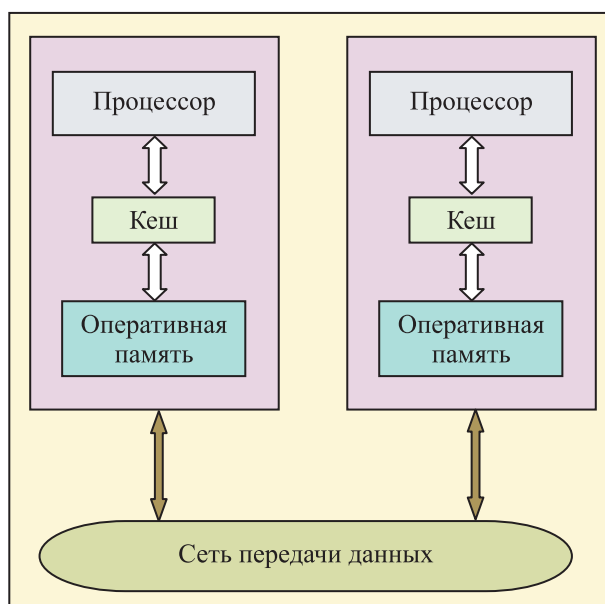 Процессор
Кеш
Оперативная
память
Процессор
Кеш
Оперативная
память
Сеть передачи данных